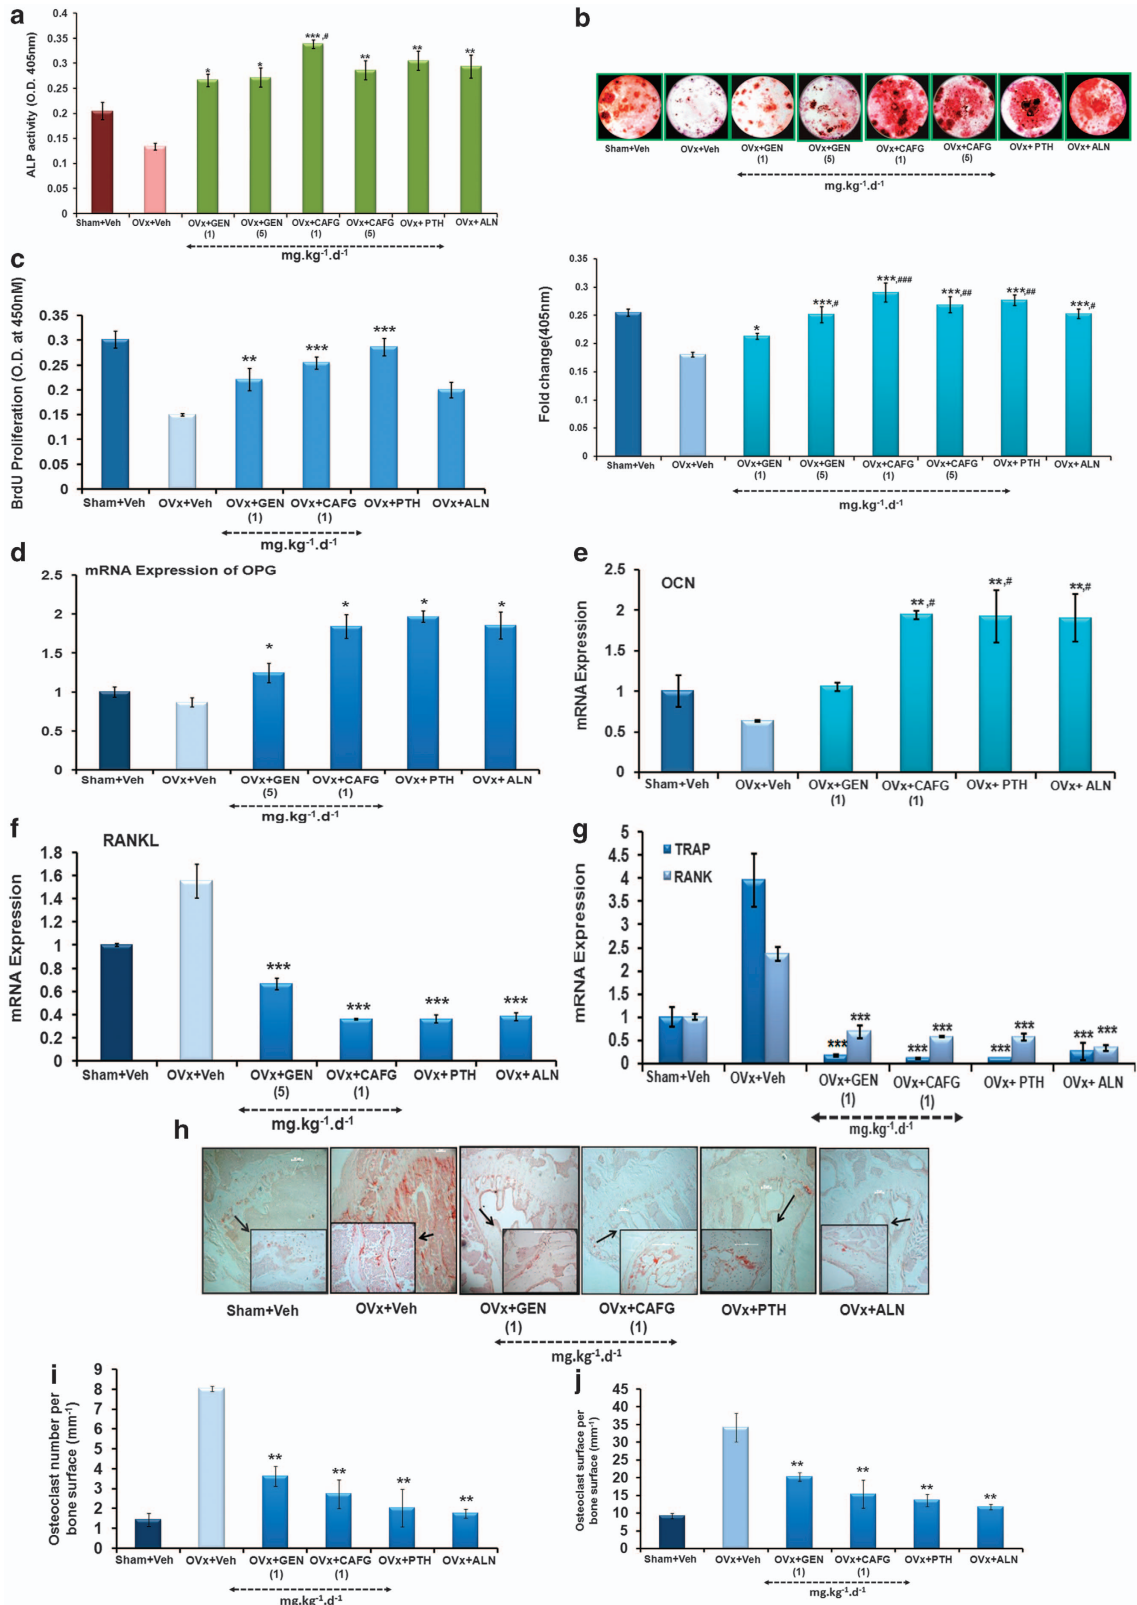 a
ALP activity (O.D. 405nm)
0.45
0.4
0.35
0.3
0.25
0.2
0.15
0.1
0.05
0
* * ***,# ** ** **
Sham+Veh OVx+Veh OVx+GEN OVx+GEN OVx+CAFG OVx+CAFG OVx+PTH OVx+ALN
(1) (5) (1) (5)
mg.kg-1.d-1
b
Sham+Veh OVx+Veh OVx+GEN OVx+GEN OVx+CAFG OVx+CAFG OVx+PTH OVx+ALN
(1) (5) (1) (5)
mg.kg-1.d-1
Fold change(405nm)
0.35
0.3
0.25
0.2
0.15
0.1
0.05
0
* ***,# ***,### ***,## ***,## ***,#
Sham+Veh OVx+Veh OVx+GEN OVx+GEN OVx+CAFG OVx+CAFG OVx+PTH OVx+ALN
(1) (5) (1) (5)
mg.kg-1.d-1
c
BrdU Proliferation (O.D. at 450nM)
0.35
0.3
0.25
0.2
0.15
0.1
0.05
0
** *** ***
Sham+Veh OVx+Veh OVx+GEN OVx+CAFG OVx+PTH OVx+ALN
(1) (1)
mg.kg-1.d-1
d
mRNA Expression of OPG
2.5
2
1.5
1
0.5
0
* * * *
Sham+Veh OVx+Veh OVx+GEN OVx+CAFG OVx+PTH OVx+ALN
(5) (1)
mg.kg-1.d-1
e
OCN
mRNA Expression
2.5
2
1.5
1
0.5
0
**,# **,# **,#
Sham+Veh OVx+Veh OVx+GEN OVx+CAFG OVx+ PTH OVx+ ALN
(1) (1)
f
RANKL
mRNA Expression
1.8
1.6
1.4
1.2
1
0.8
0.6
0.4
0.2
0
*** *** *** ***
Sham+Veh OVx+Veh OVx+GEN OVx+CAFG OVx+PTH OVx+ALN
(5) (1)
mg.kg-1.d-1
g
TRAP
RANK
mRNA Expression
5
4.5
4
3.5
3
2.5
2
1.5
1
0.5
0
*** *** *** *** *** *** *** ***
Sham+Veh OVx+Veh OVx+GEN OVx+CAFG OVx+ PTH OVx+ ALN
(1) (1)
mg.kg-1.d-1
h
Sham+Veh OVx+Veh OVx+GEN OVx+CAFG OVx+PTH OVx+ALN
(1) (1)
mg.kg-1.d-1
i
Osteoclast number per
bone surface (mm-1)
9
8
7
6
5
4
3
2
1
0
** ** ** **
Sham+Veh OVx+Veh OVx+GEN OVx+CAFG OVx+PTH OVx+ALN
(1) (1)
mg.kg-1.d-1
j
Osteoclast surface per
bone surface (mm-1)
45
40
35
30
25
20
15
10
5
0
** ** ** **
Sham+Veh OVx+Veh OVx+GEN OVx+CAFG OVx+PTH OVx+ALN
(1) (1)
mg.kg-1.d-1